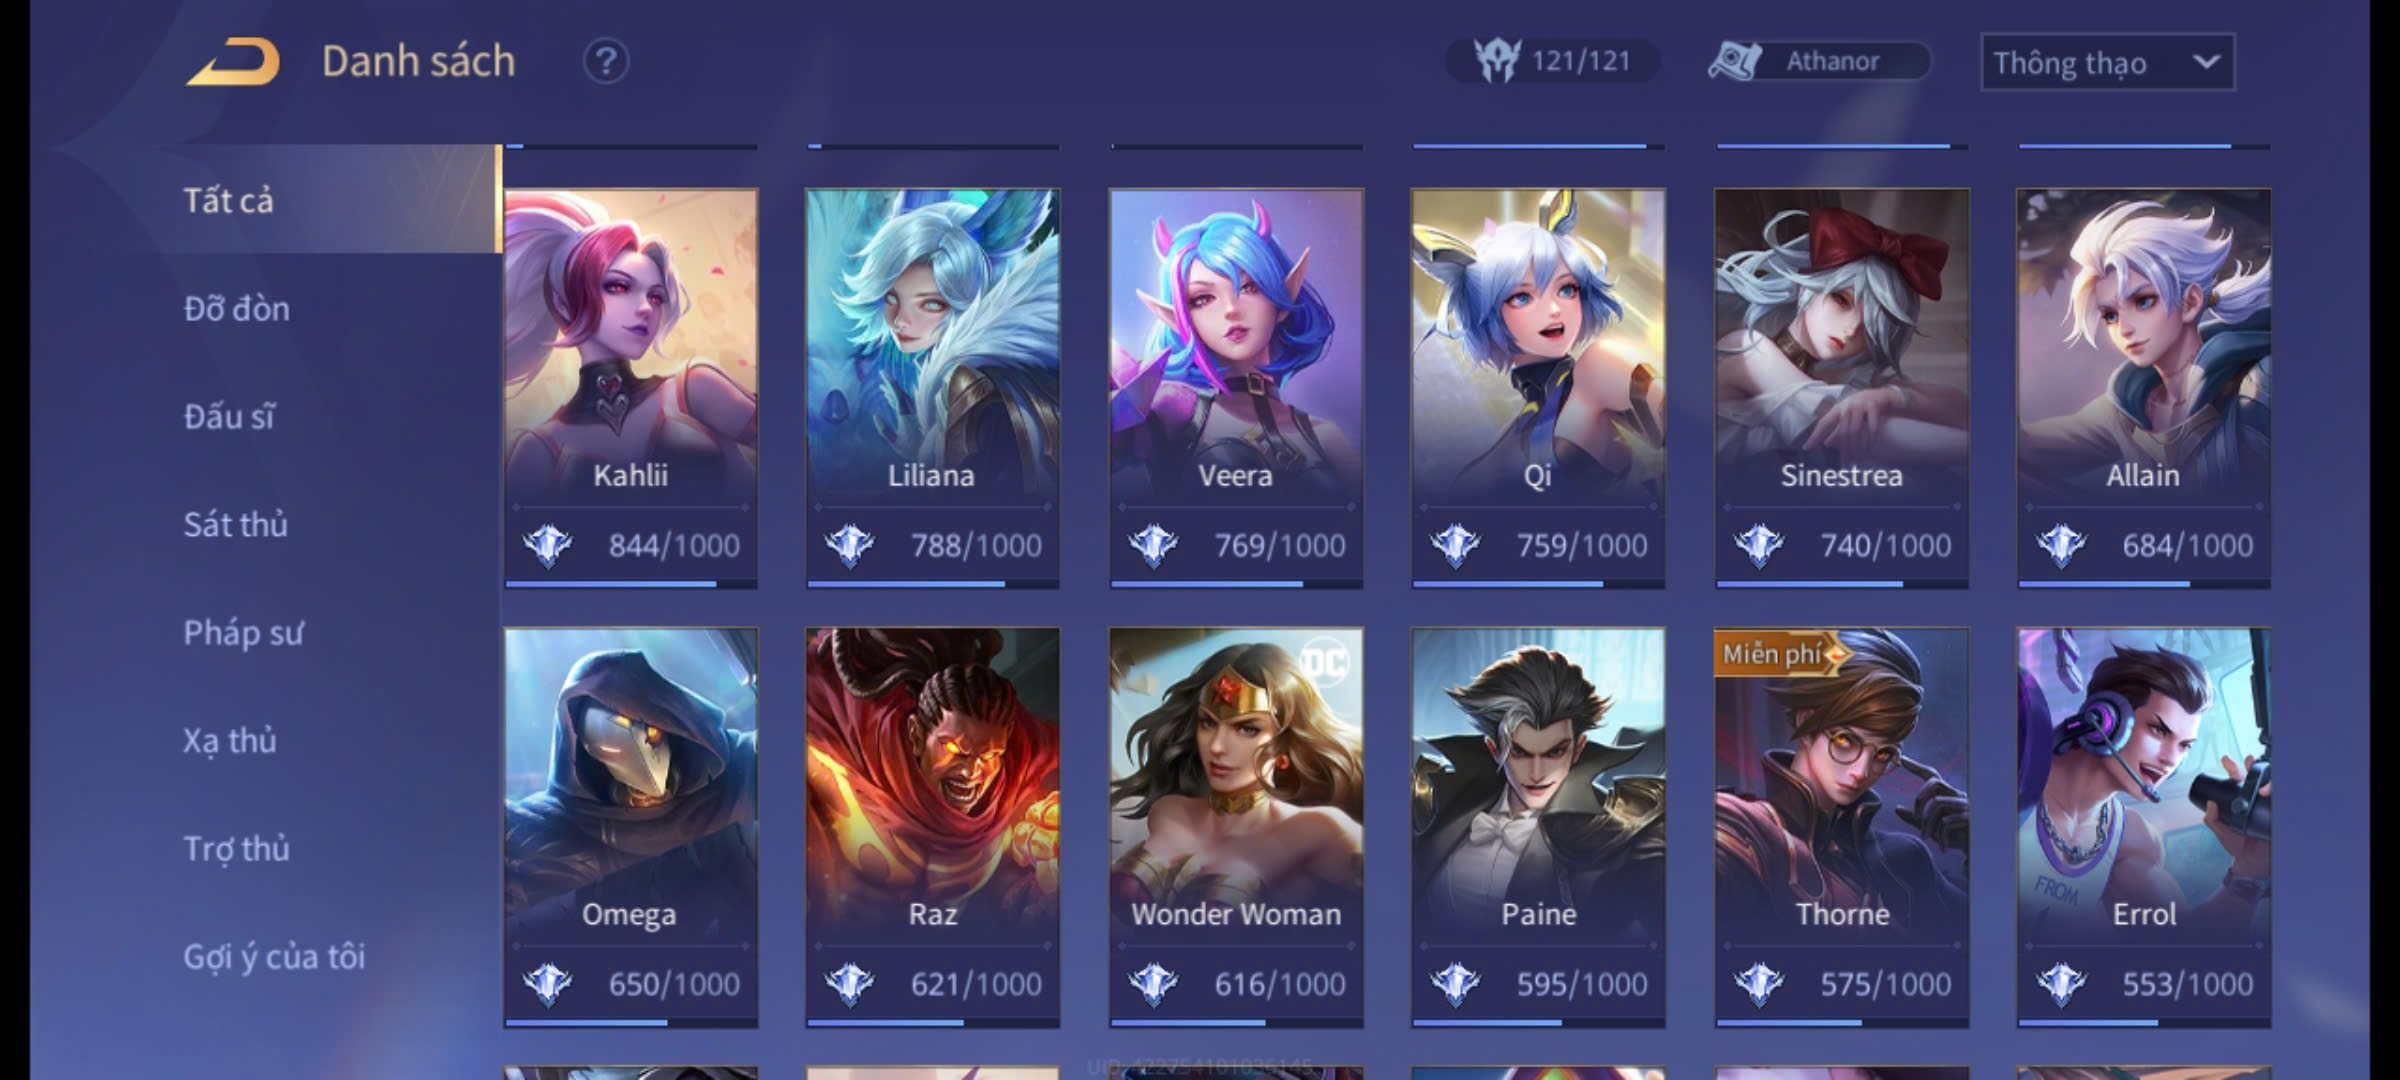 Danh sách
?
121/121
Athanor
Thông thạo
Tất cả
Đỡ đòn
Đấu sĩ
Sát thủ
Pháp sư
Xạ thủ
Trợ thủ
Gợi ý của tôi
Kahlii
844/1000
Liliana
788/1000
Veera
769/1000
Qi
759/1000
Sinestrea
740/1000
Allain
684/1000
Omega
650/1000
Raz
621/1000
DC
Wonder Woman
616/1000
Paine
595/1000
Miễn phí
Thorne
575/1000
FROM
Errol
553/1000